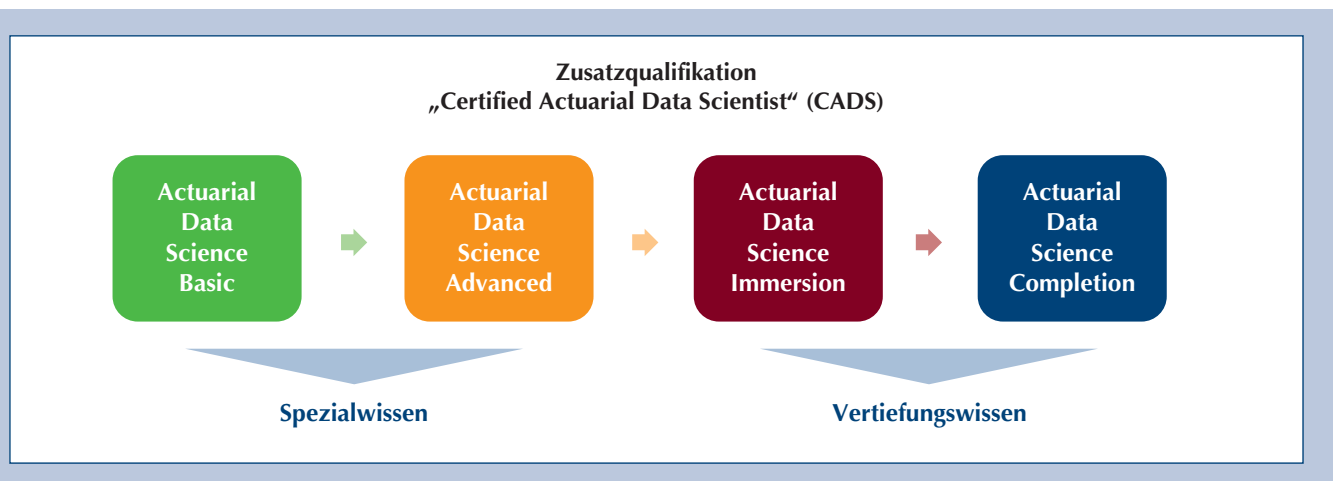 Zusatzqualifikation
„Certified Actuarial Data Scientist“ (CADS)
Actuarial
Data
Science
Basic
Actuarial
Data
Science
Advanced
Actuarial
Data
Science
Immersion
Actuarial
Data
Science
Completion
Spezialwissen
Vertiefungswissen